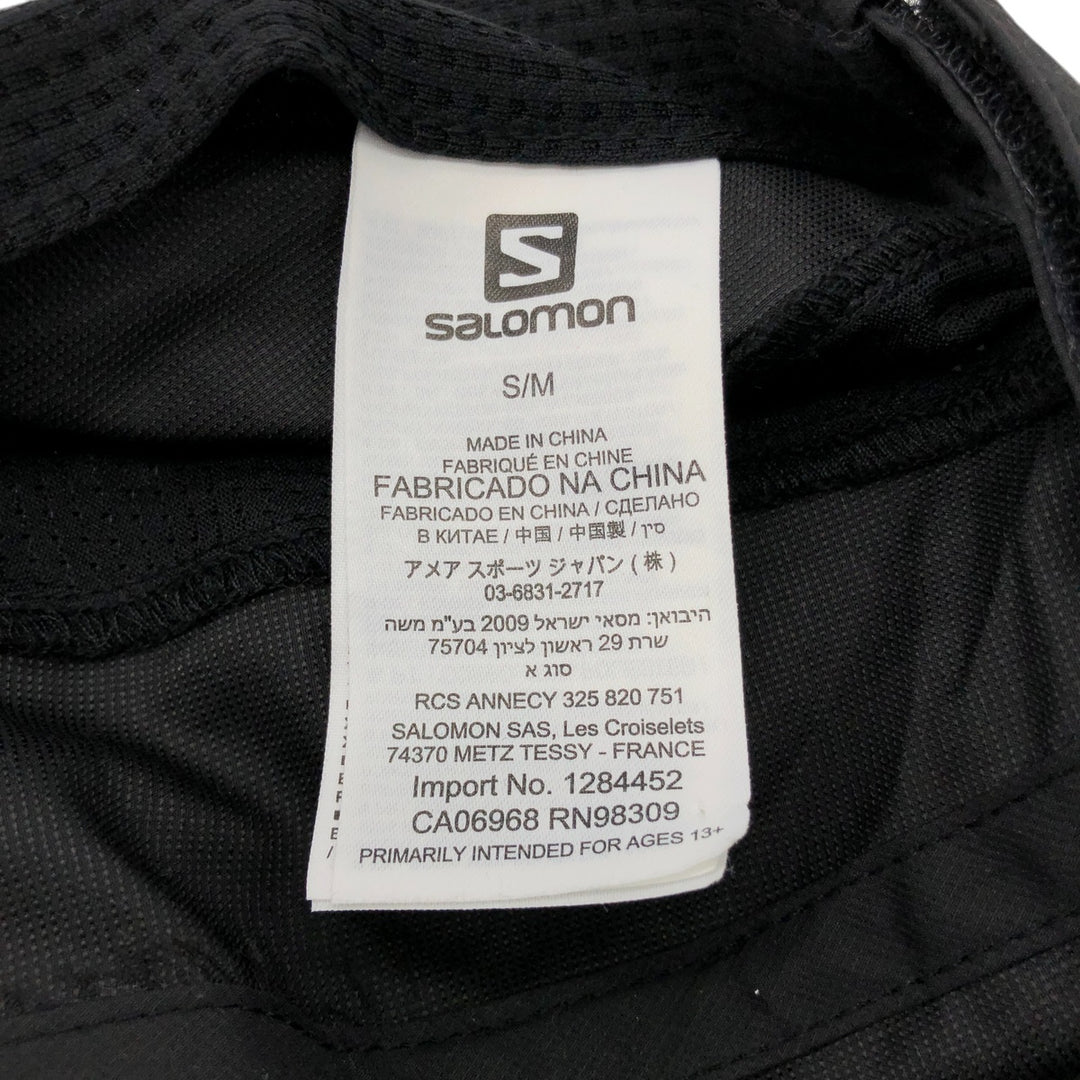 S
SALOMON
S/M
MADE IN CHINA
FABRIQUÉ EN CHINE
FABRICADO NA CHINA
FABRICADO EN CHINA / СДЕЛАНО
В КИТАЕ / 中国 / 中国製 / סין
アメア スポーツ ジャパン ( 株 )
03-6831-2717
היבואן: מסאי ישראל 2009 בע"מ משה
שרת 29 ראשון לציון 75704
סוג א
RCS ANNECY 325 820 751
SALOMON SAS, Les Croiselets
74370 METZ TESSY - FRANCE
Import No. 1284452
CA06968 RN98309
PRIMARILY INTENDED FOR AGES 13+